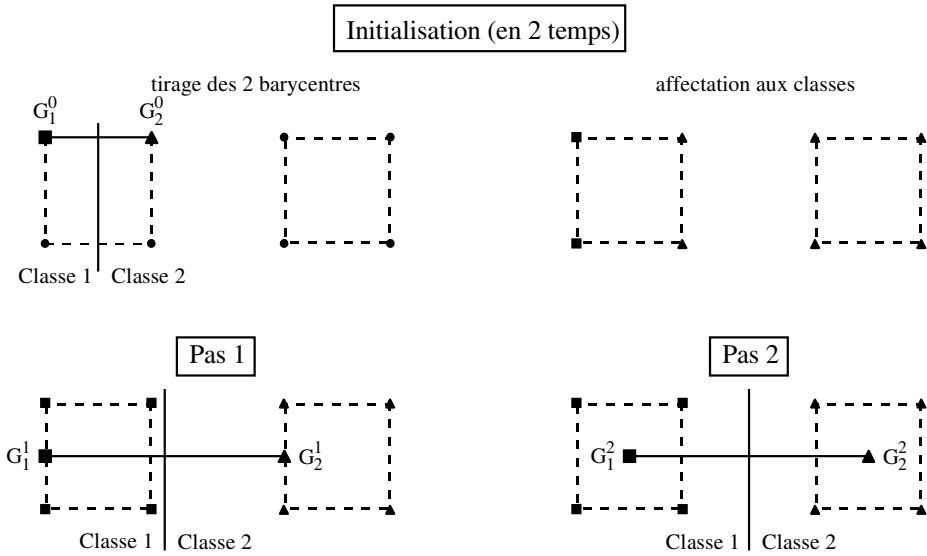 Initialisation (en 2 temps)
tirage des 2 barycentres
affectation aux classes
G₁⁰
G₂⁰
Classe 1
Classe 2
Pas 1
Pas 2
G₁¹
G₂¹
G₁²
G₂²
Classe 1
Classe 2
Classe 1
Classe 2